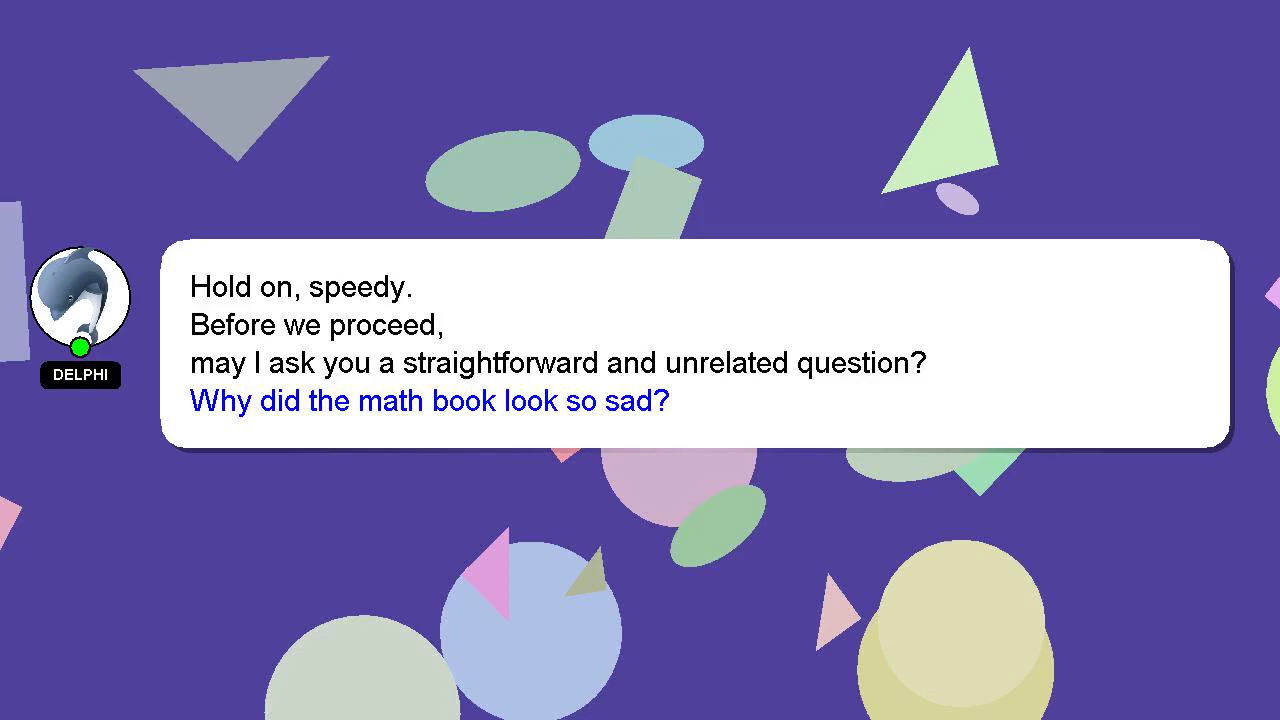 Hold on, speedy.
Before we proceed,
may I ask you a straightforward and unrelated question?
Why did the math book look so sad?
DELPHI